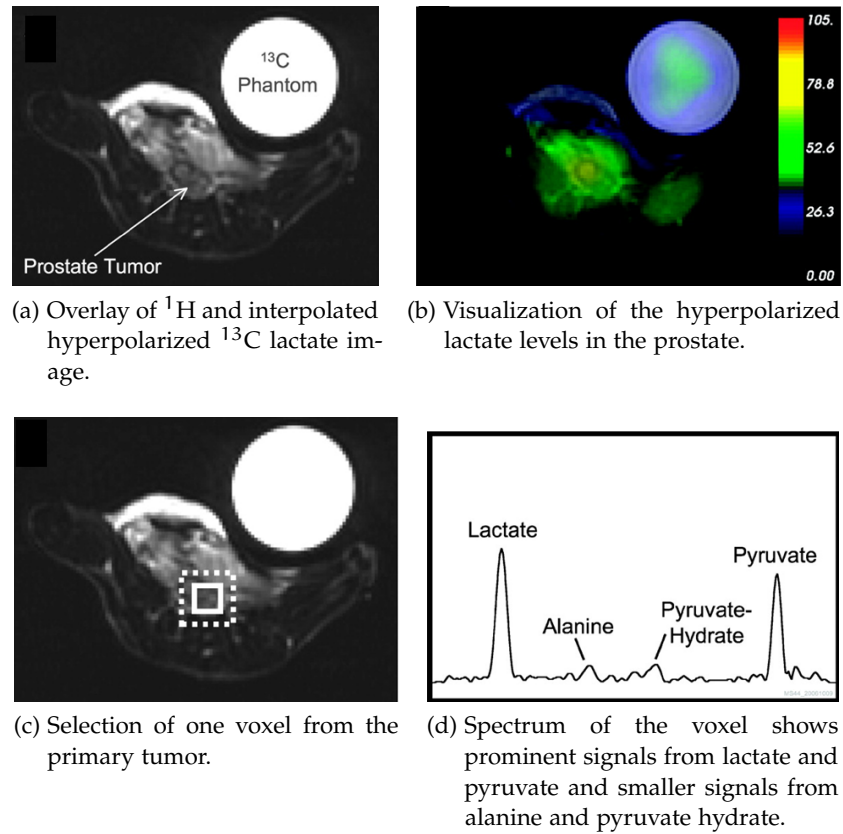 13C
Phantom
Prostate Tumor
105.
78.8
52.6
26.3
0.00
(a) Overlay of 1H and interpolated
hyperpolarized 13C lactate im-
age.
(b) Visualization of the hyperpolarized
lactate levels in the prostate.
Lactate
Alanine
Pyruvate-
Hydrate
Pyruvate
(c) Selection of one voxel from the
primary tumor.
(d) Spectrum of the voxel shows
prominent signals from lactate and
pyruvate and smaller signals from
alanine and pyruvate hydrate.